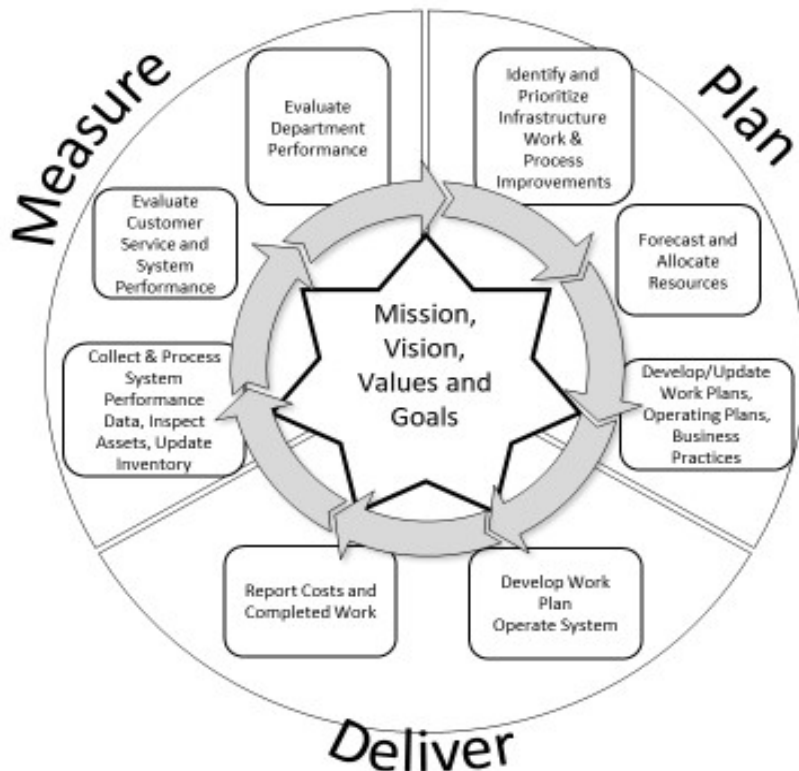 Measure
Plan
Deliver
Evaluate
Department
Performance
Identify and
Prioritize
Infrastructure
Work &
Process
Improvements
Evaluate
Customer
Service and
System
Performance
Forecast and
Allocate
Resources
Mission,
Vision,
Values and
Goals
Collect & Process
System
Performance
Data, Inspect
Assets, Update
Inventory
Develop/Update
Work Plans,
Operating Plans,
Business
Practices
Report Costs and
Completed Work
Develop Work
Plan
Operate System